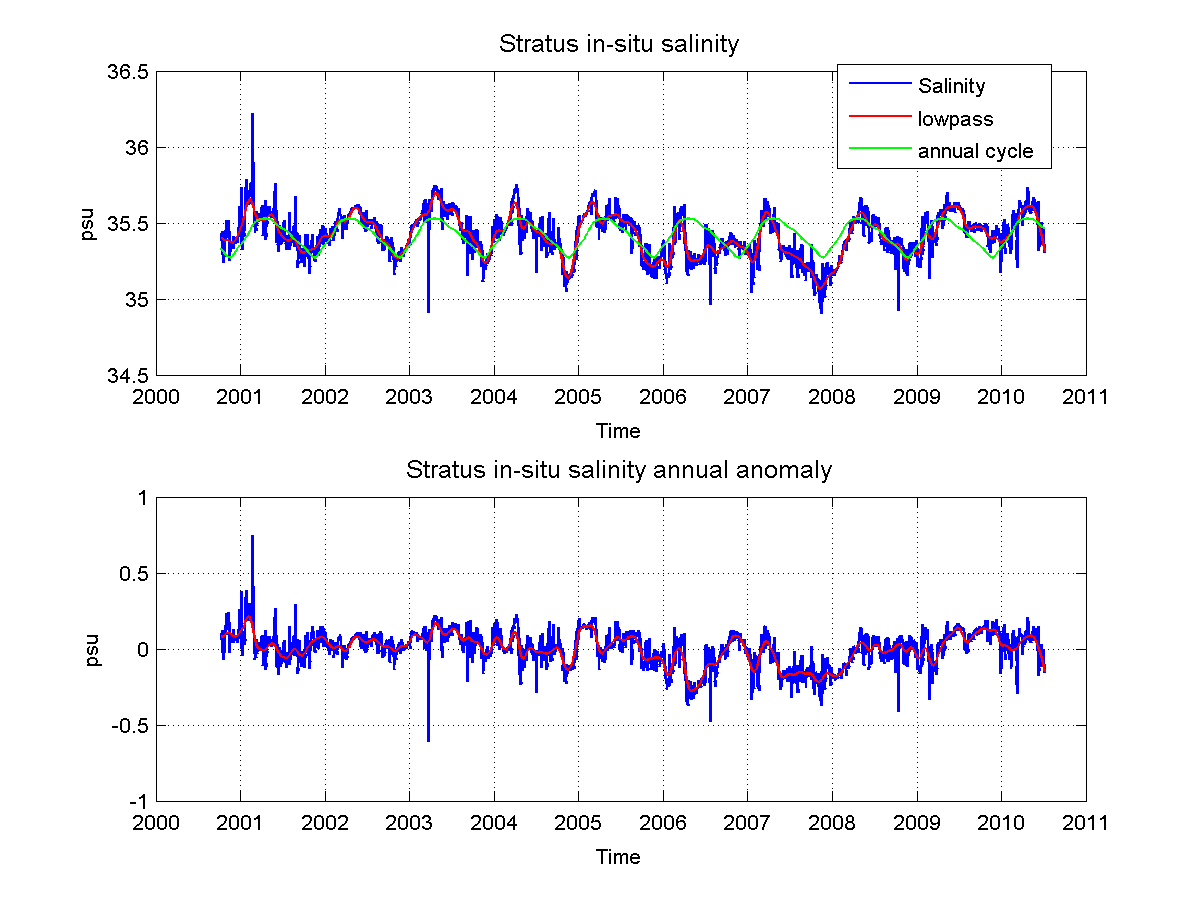 Stratus in-situ salinity
36.5
36
35.5
35
34.5
psu
Salinity
lowpass
annual cycle
2000 2001 2002 2003 2004 2005 2006 2007 2008 2009 2010 2011
Time
Stratus in-situ salinity annual anomaly
1
0.5
0
-0.5
-1
psu
2000 2001 2002 2003 2004 2005 2006 2007 2008 2009 2010 2011
Time